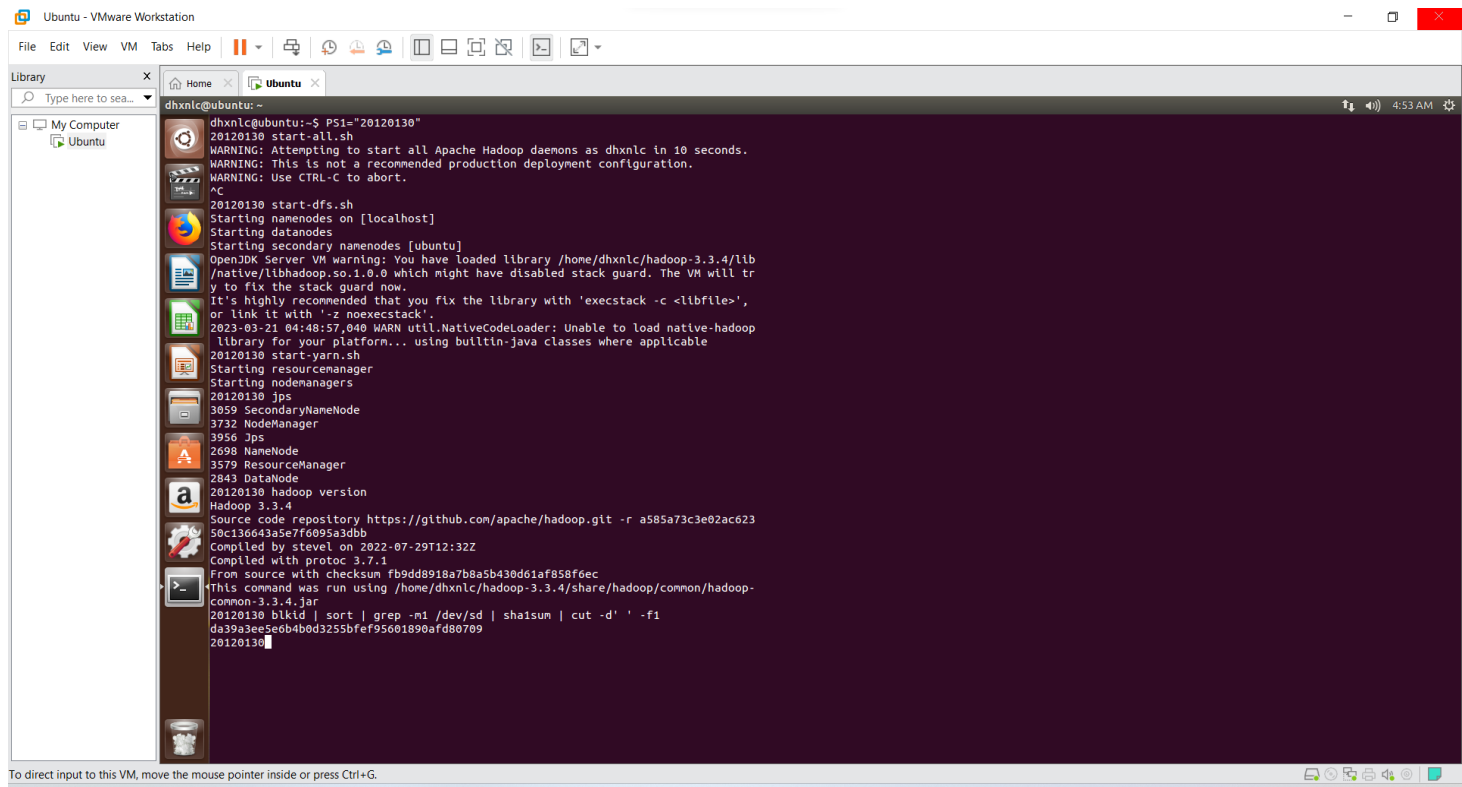 Ubuntu - VMware Workstation
File Edit View VM Tabs Help
Library X
Home
Ubuntu
Type here to sea...
My Computer
Ubuntu
dhxnlc@ubuntu: ~
4:53 AM
dhxnlc@ubuntu:~$ PS1="20120130"
20120130 start-all.sh
WARNING: Attempting to start all Apache Hadoop daemons as dhxnlc in 10 seconds.
WARNING: This is not a recommended production deployment configuration.
WARNING: Use CTRL-C to abort.
^C
20120130 start-dfs.sh
Starting namenodes on [localhost]
Starting datanodes
Starting secondary namenodes [ubuntu]
OpenJDK Server VM warning: You have loaded library /home/dhxnlc/hadoop-3.3.4/lib
/native/libhadoop.so.1.0.0 which might have disabled stack guard. The VM will tr
y to fix the stack guard now.
It's highly recommended that you fix the library with 'execstack -c <libfile>',
or link it with '-z noexecstack'.
2023-03-21 04:48:57,040 WARN util.NativeCodeLoader: Unable to load native-hadoop
 library for your platform... using builtin-java classes where applicable
20120130 start-yarn.sh
Starting resourcemanager
Starting nodemanagers
20120130 jps
3059 SecondaryNameNode
3732 NodeManager
3956 Jps
2698 NameNode
3579 ResourceManager
2843 DataNode
20120130 hadoop version
Hadoop 3.3.4
Source code repository https://github.com/apache/hadoop.git -r a585a73c3e02ac623
50c136643a5e7f6095a3dbb
Compiled by stevel on 2022-07-29T12:32Z
Compiled with protoc 3.7.1
From source with checksum fb9dd8918a7b8a5b430d61af858f6ec
This command was run using /home/dhxnlc/hadoop-3.3.4/share/hadoop/common/hadoop-
common-3.3.4.jar
20120130 blkid | sort | grep -m1 /dev/sd | sha1sum | cut -d' ' -f1
da39a3ee5e6b4b0d3255bfef95601890afd80709
20120130
To direct input to this VM, move the mouse pointer inside or press Ctrl+G.